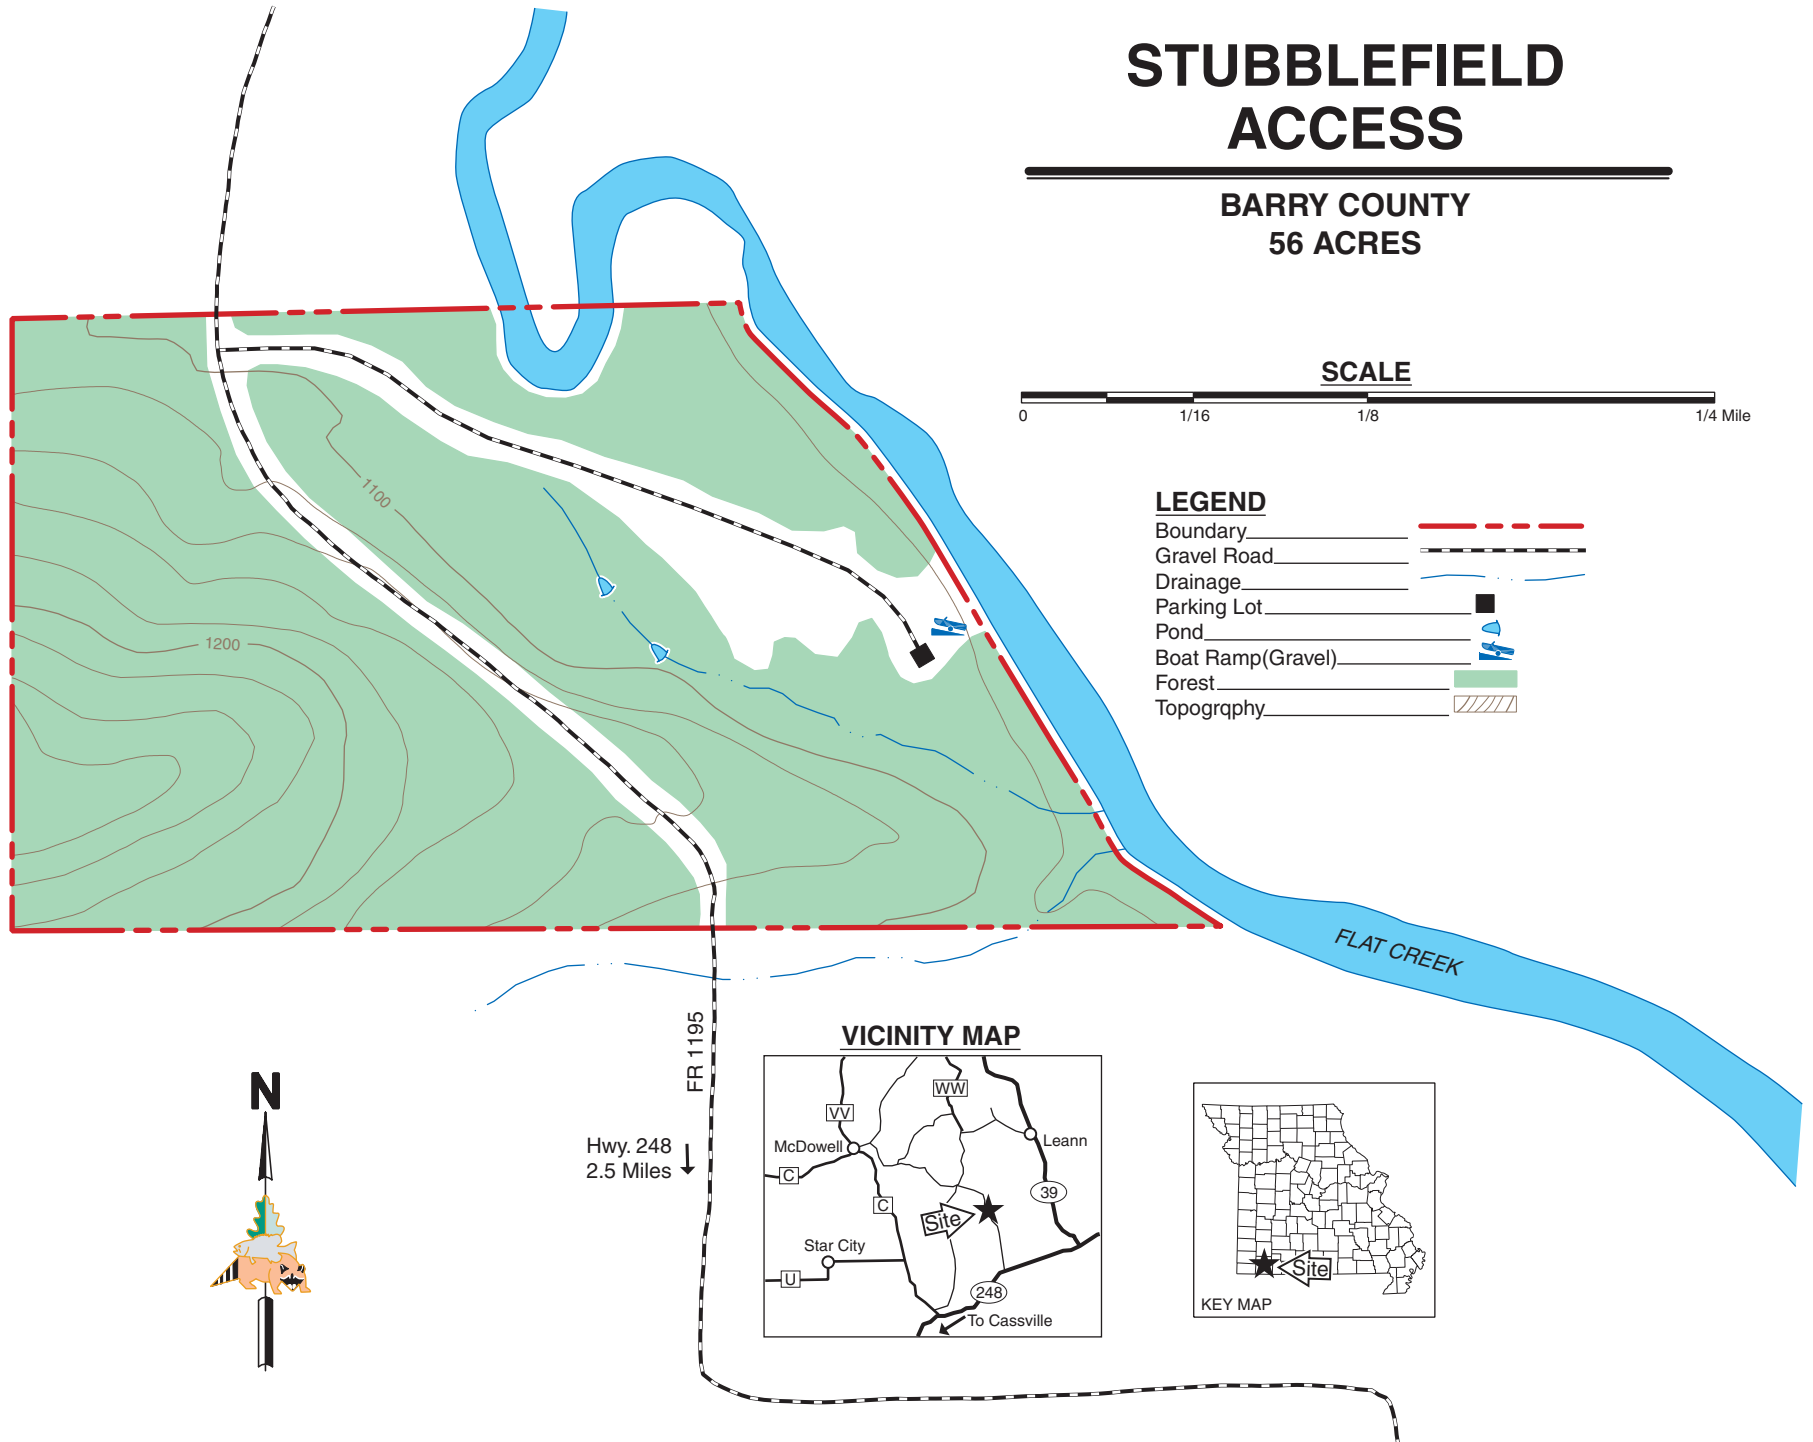 STUBBLEFIELD
ACCESS
BARRY COUNTY
56 ACRES
SCALE
0 1/16 1/8 1/4 Mile
LEGEND
Boundary
Gravel Road
Drainage
Parking Lot
Pond
Boat Ramp(Gravel)
Forest
Topogrqphy
1100
1200
FLAT CREEK
FR 1195
Hwy. 248
2.5 Miles
N
VICINITY MAP
WW
VV
McDowell
Leann
C
39
C
Site
Star City
U
248
To Cassville
Site
KEY MAP